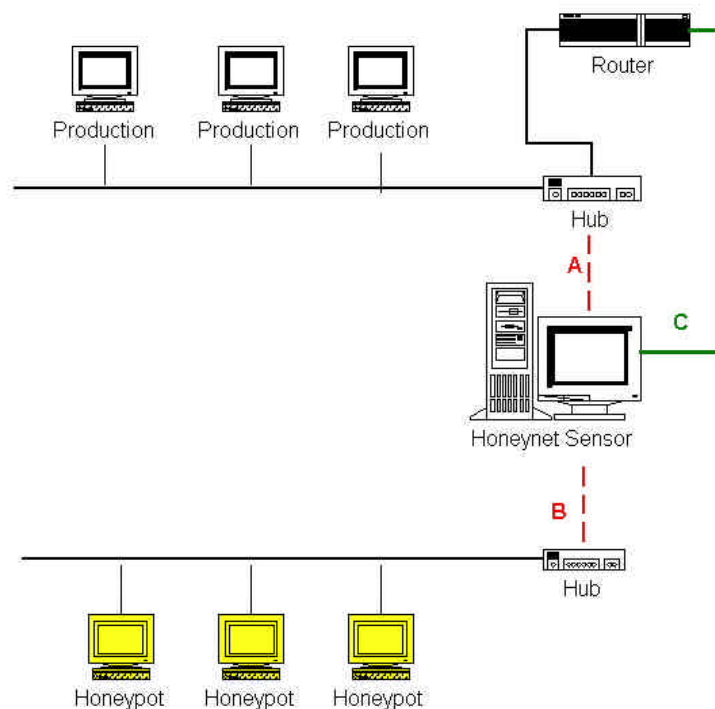 Router
Production Production Production
Hub
A
C
Honeynet Sensor
B
Hub
Honeypot Honeypot Honeypot